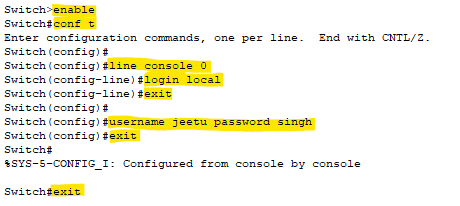 Switch>enable
Switch#conf t
Enter configuration commands, one per line.  End with CNTL/Z.
Switch(config)#
Switch(config)#line console 0
Switch(config-line)#login local
Switch(config-line)#exit
Switch(config)#
Switch(config)#username jeetu password singh
Switch(config)#exit
Switch#
%SYS-5-CONFIG_I: Configured from console by console
Switch#exit